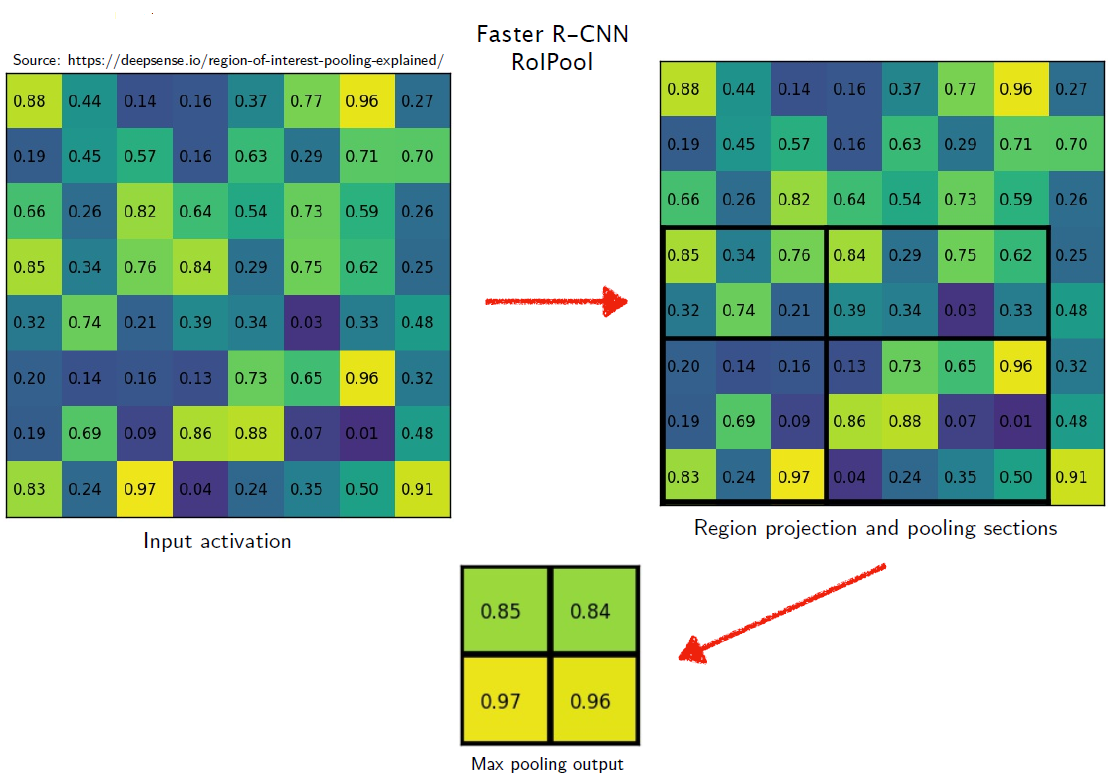 Faster R-CNN
RoIPool
Source: https://deepsense.io/region-of-interest-pooling-explained/
0.88 0.44 0.14 0.16 0.37 0.77 0.96 0.27
0.19 0.45 0.57 0.16 0.63 0.29 0.71 0.70
0.66 0.26 0.82 0.64 0.54 0.73 0.59 0.26
0.85 0.34 0.76 0.84 0.29 0.75 0.62 0.25
0.32 0.74 0.21 0.39 0.34 0.03 0.33 0.48
0.20 0.14 0.16 0.13 0.73 0.65 0.96 0.32
0.19 0.69 0.09 0.86 0.88 0.07 0.01 0.48
0.83 0.24 0.97 0.04 0.24 0.35 0.50 0.91
Input activation
0.88 0.44 0.14 0.16 0.37 0.77 0.96 0.27
0.19 0.45 0.57 0.16 0.63 0.29 0.71 0.70
0.66 0.26 0.82 0.64 0.54 0.73 0.59 0.26
0.85 0.34 0.76 0.84 0.29 0.75 0.62 0.25
0.32 0.74 0.21 0.39 0.34 0.03 0.33 0.48
0.20 0.14 0.16 0.13 0.73 0.65 0.96 0.32
0.19 0.69 0.09 0.86 0.88 0.07 0.01 0.48
0.83 0.24 0.97 0.04 0.24 0.35 0.50 0.91
Region projection and pooling sections
0.85 0.84
0.97 0.96
Max pooling output